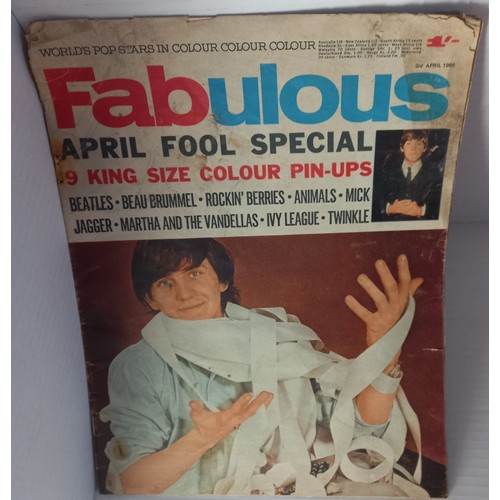 WORLD'S POP STARS IN COLOUR COLOUR COLOUR
1/-
3rd APRIL 1965
Fabulous
APRIL FOOL SPECIAL
9 KING SIZE COLOUR PIN-UPS
BEATLES • BEAU BRUMMEL • ROCKIN' BERRIES • ANIMALS • MICK
JAGGER • MARTHA AND THE VANDELLAS • IVY LEAGUE • TWINKLE